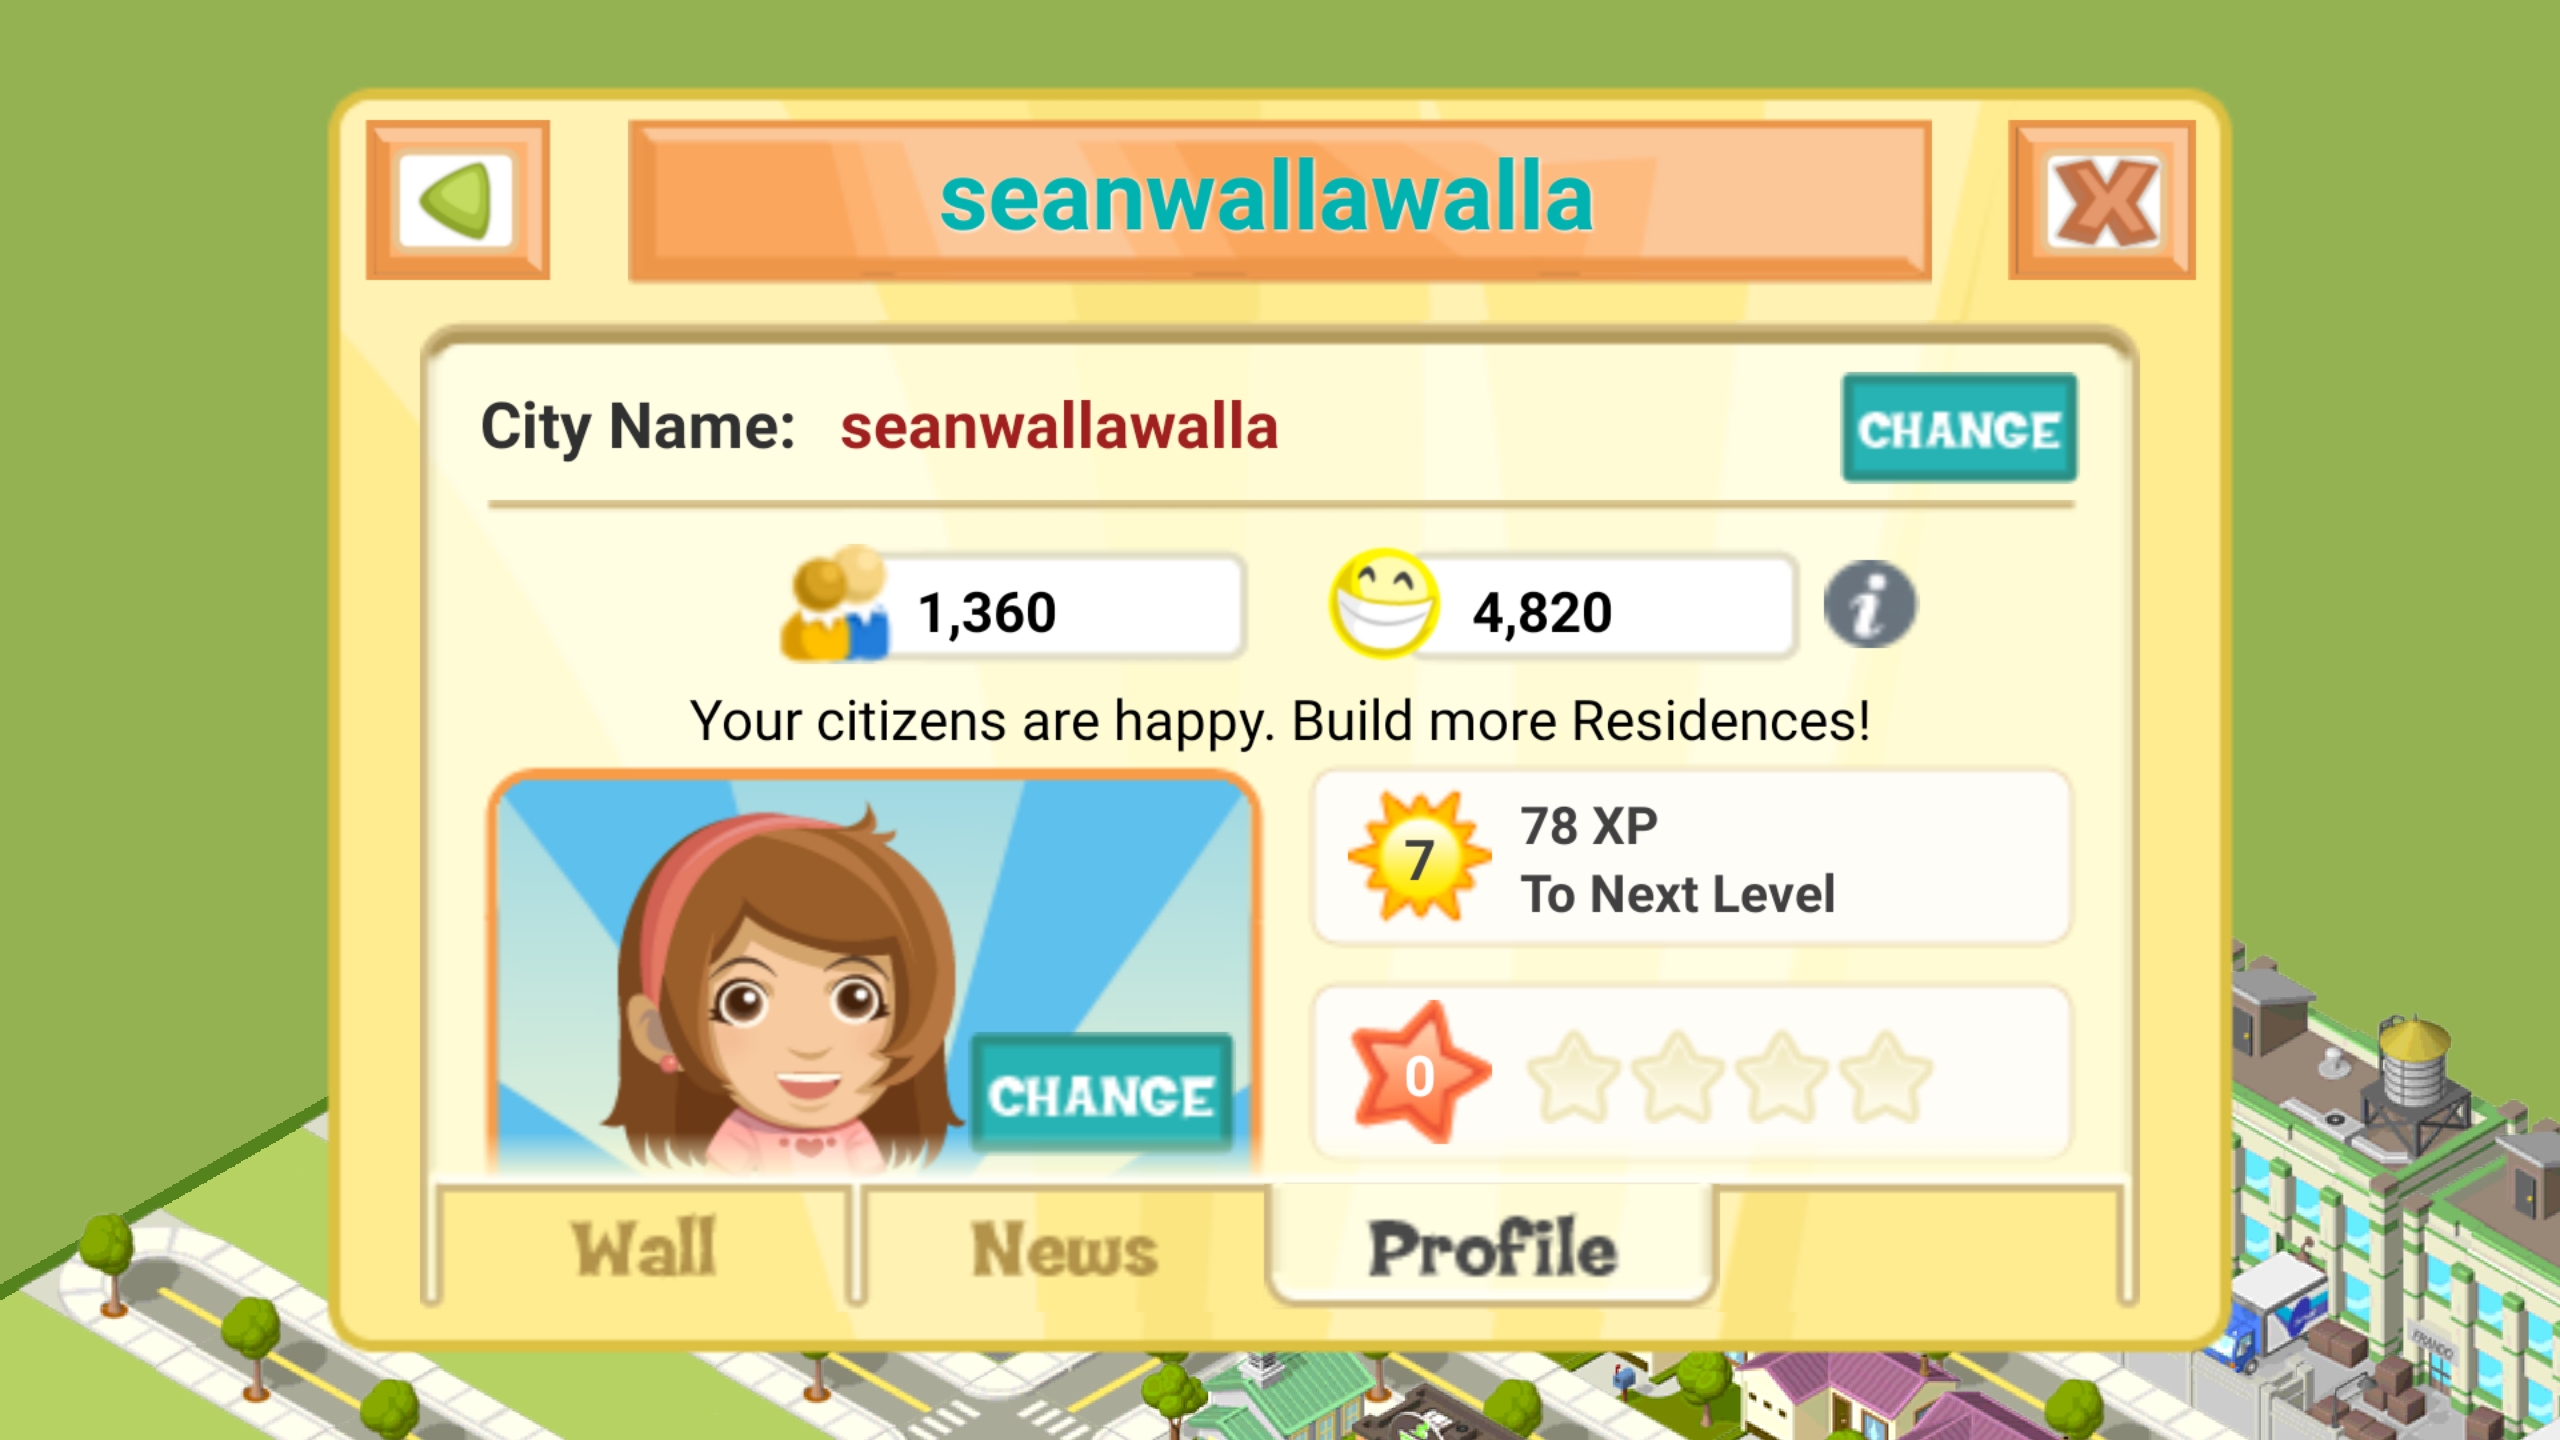 seanwallawalla
City Name: seanwallawalla
CHANGE
1,360
4,820
i
Your citizens are happy. Build more Residences!
7
78 XP
To Next Level
0
CHANGE
Wall
News
Profile